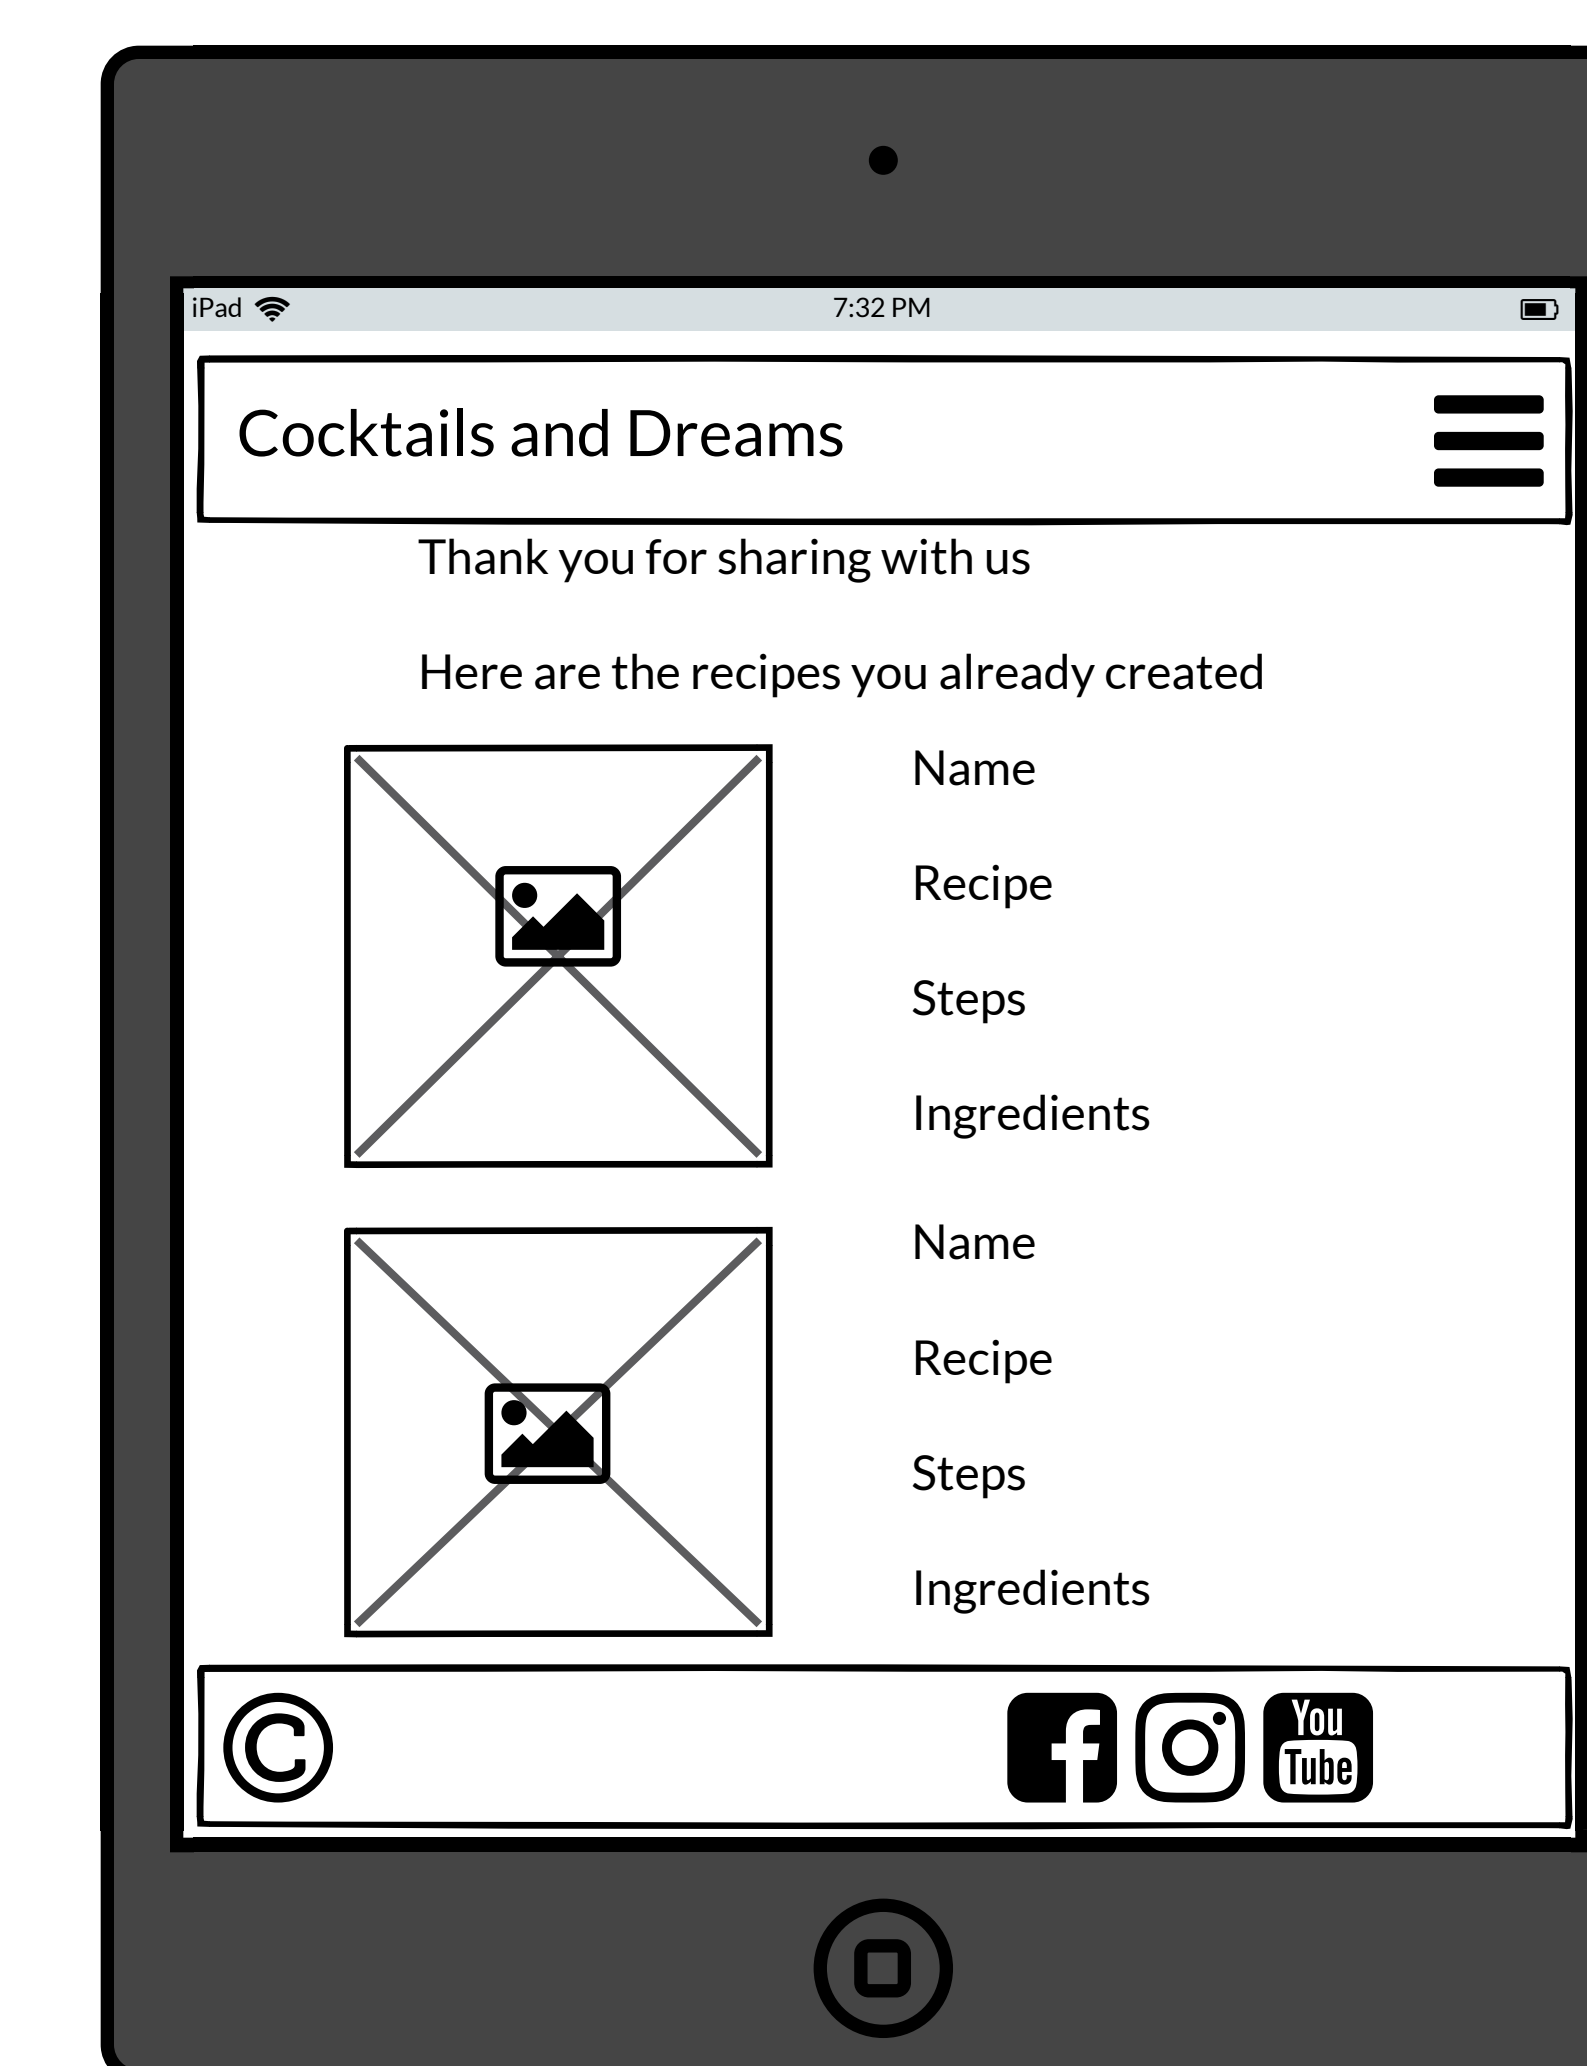 iPad 7:32 PM
Cocktails and Dreams
Thank you for sharing with us
Here are the recipes you already created
Name
Recipe
Steps
Ingredients
Name
Recipe
Steps
Ingredients
© f You Tube